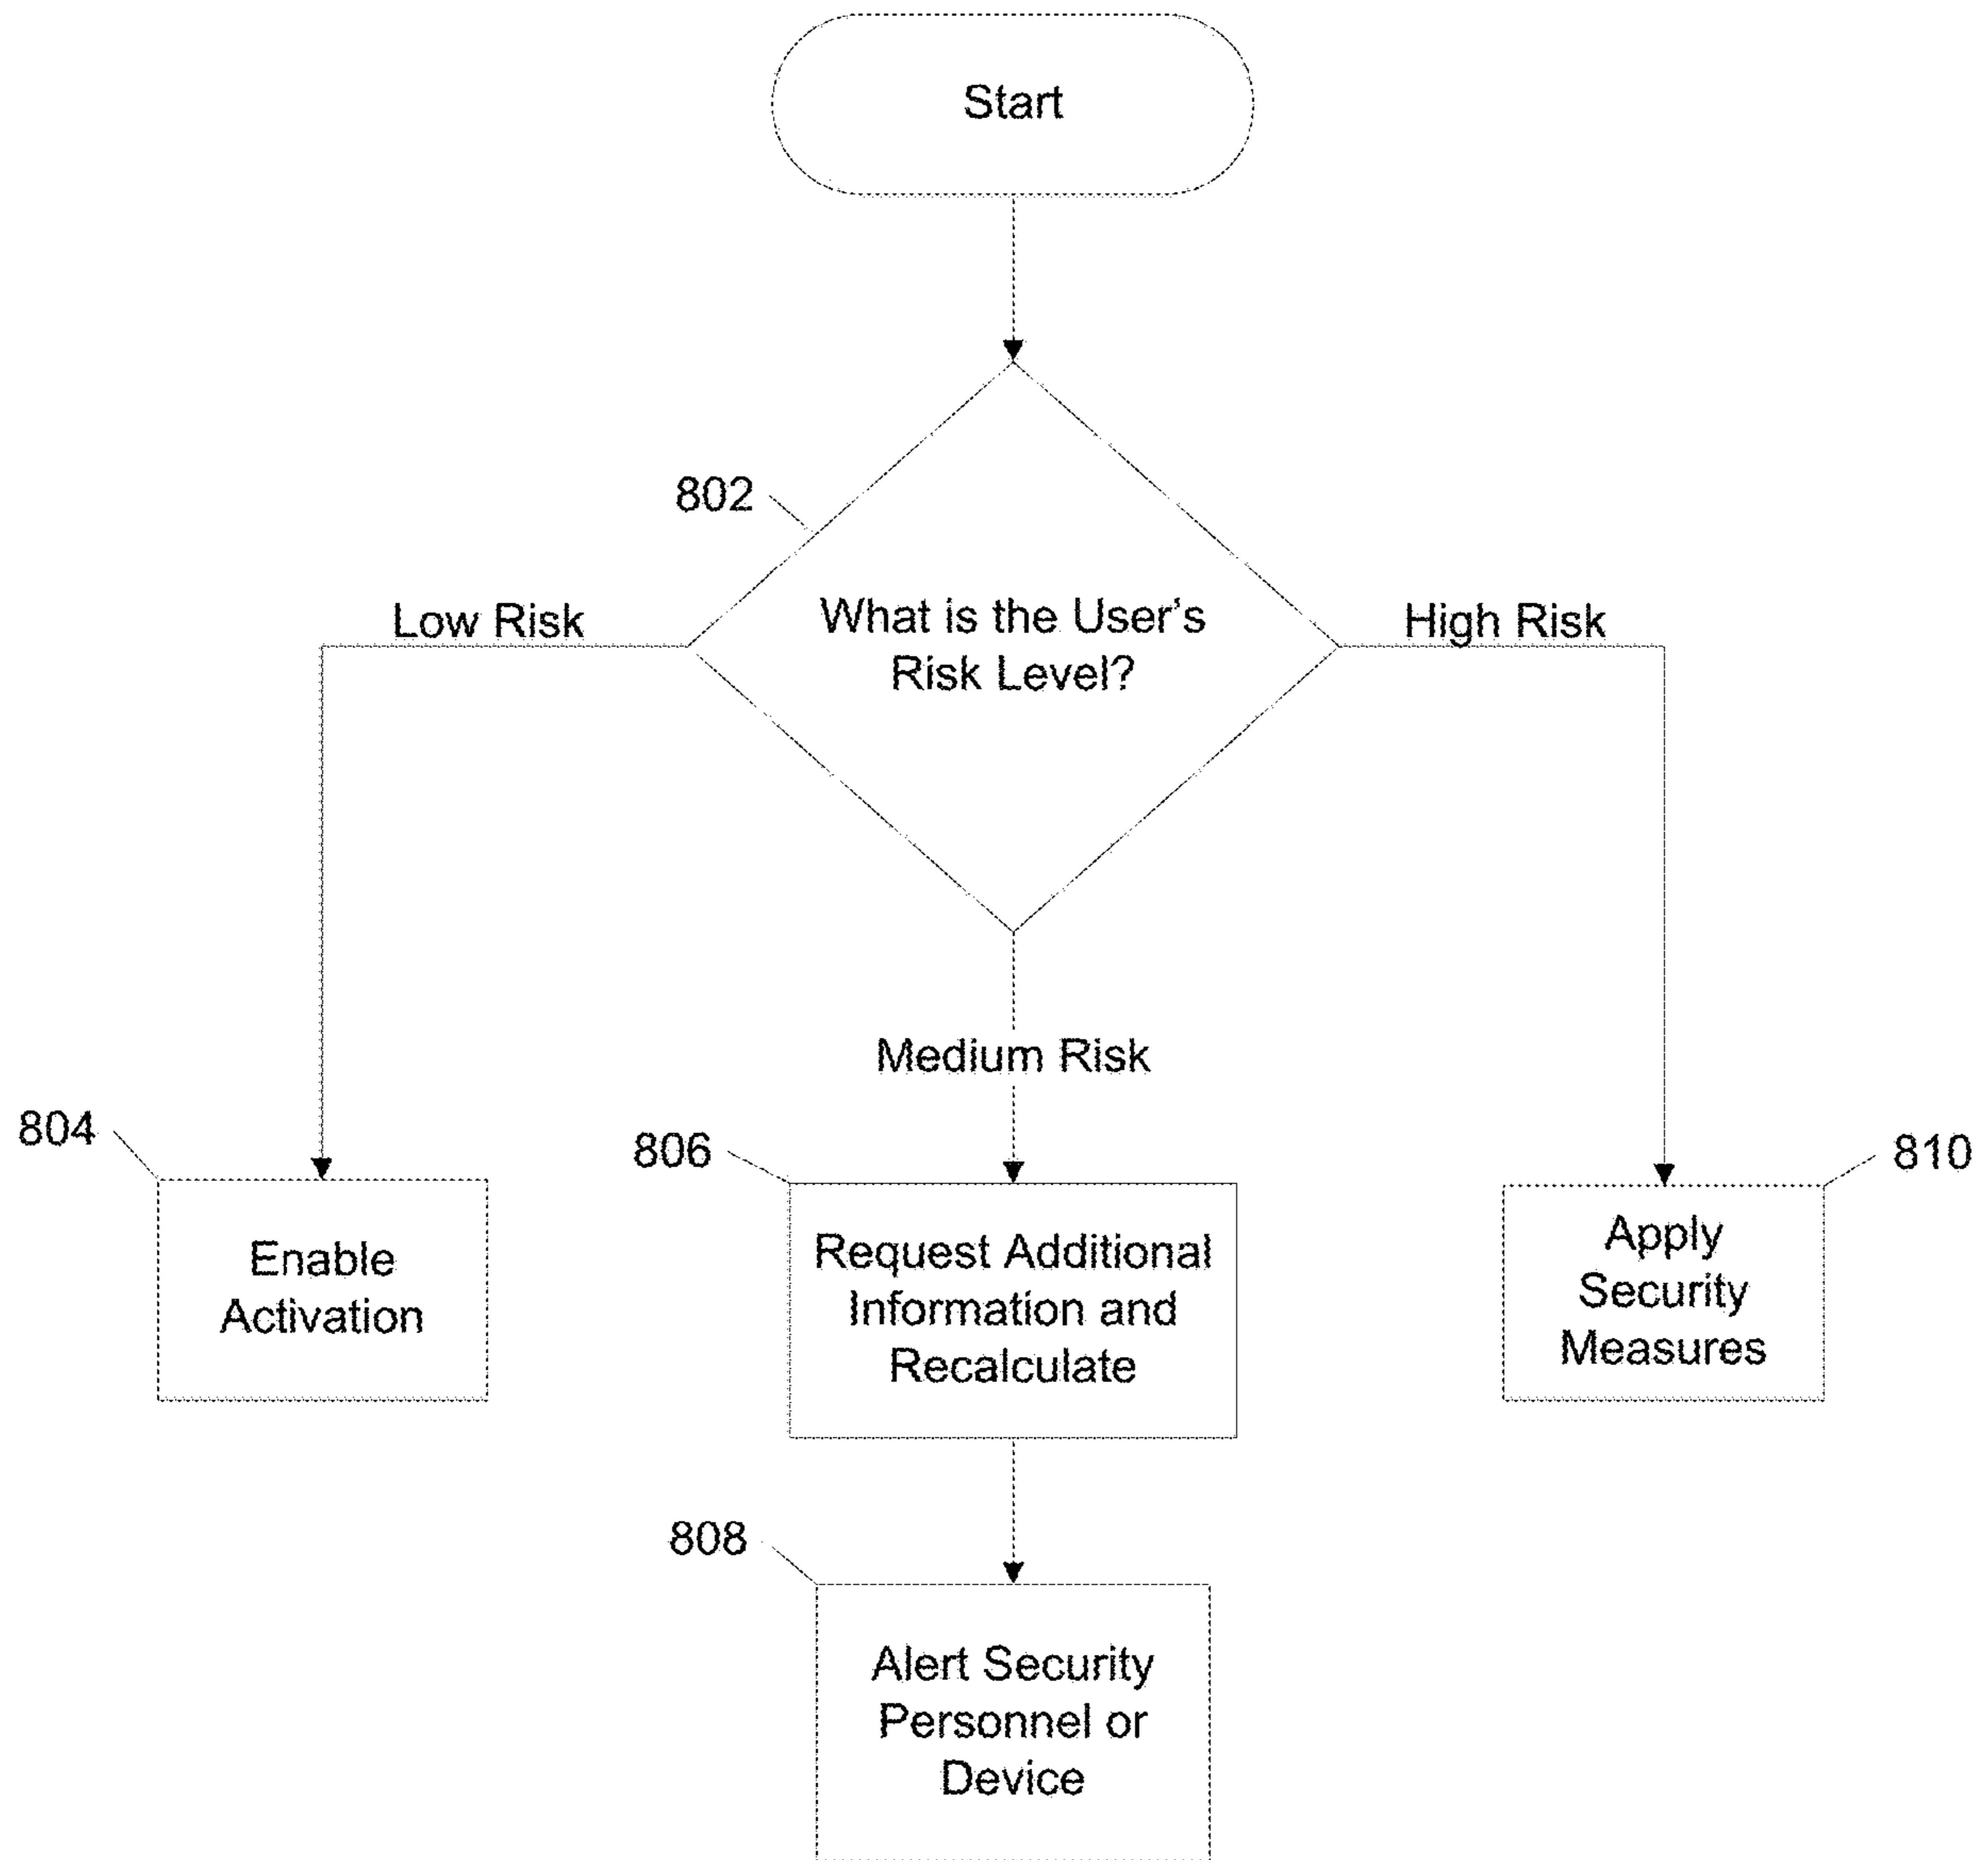 Start
802
What is the User's
Risk Level?
Low Risk
High Risk
Medium Risk
804
Enable
Activation
806
Request Additional
Information and
Recalculate
810
Apply
Security
Measures
808
Alert Security
Personnel or
Device